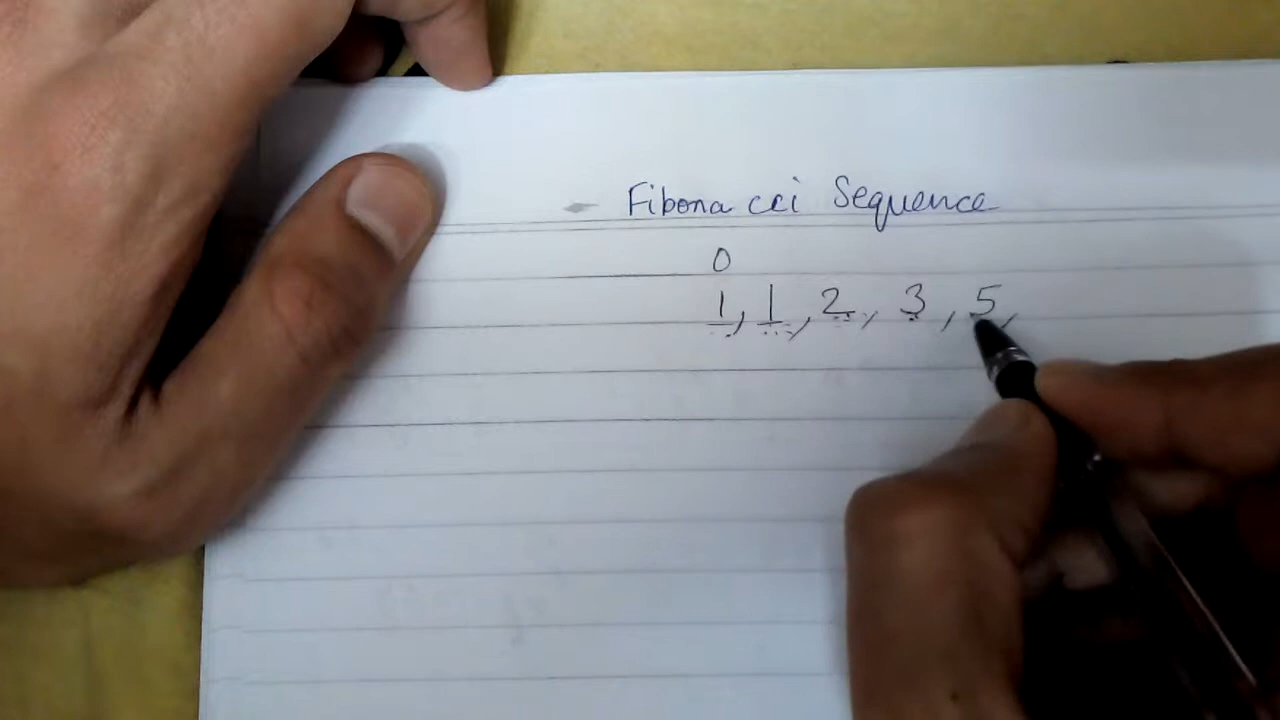 Fibonacci Sequence
0
1, 1, 2, 3, 5,